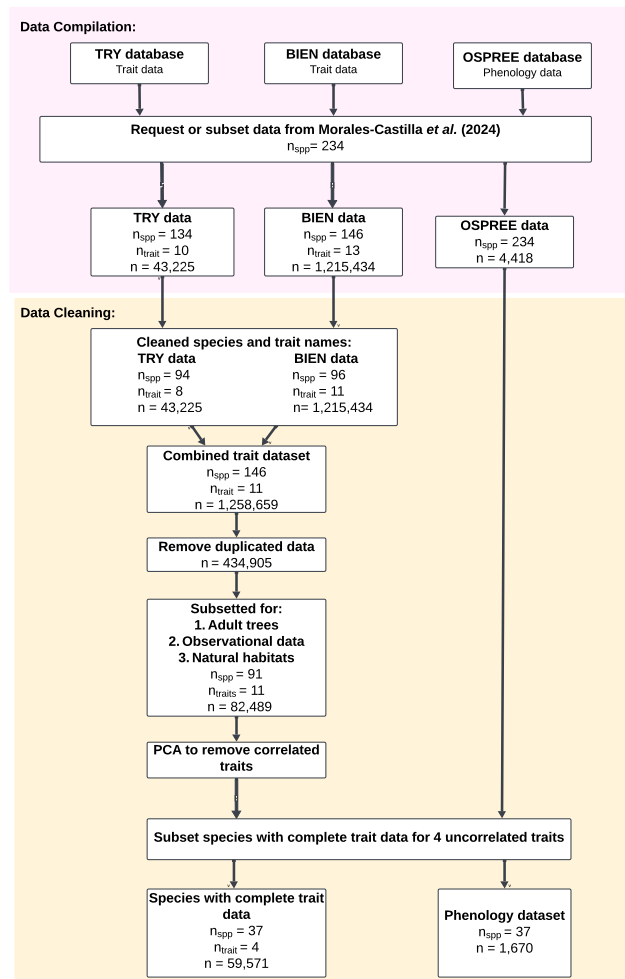 Data Compilation:
TRY database
Trait data
BIEN database
Trait data
OSPREE database
Phenology data
Request or subset data from Morales-Castilla et al. (2024)
nspp= 234
TRY data
nspp = 134
ntrait = 10
n = 43,225
BIEN data
nspp = 146
ntrait = 13
n = 1,215,434
OSPREE data
nspp = 234
n = 4,418
Data Cleaning:
Cleaned species and trait names:
TRY data
nspp = 94
ntrait = 8
n = 43,225
BIEN data
nspp = 96
ntrait = 11
n= 1,215,434
Combined trait dataset
nspp = 146
ntrait = 11
n = 1,258,659
Remove duplicated data
n = 434,905
Subsetted for:
1. Adult trees
2. Observational data
3. Natural habitats
nspp = 91
ntraits = 11
n = 82,489
PCA to remove correlated
traits
Subset species with complete trait data for 4 uncorrelated traits
Species with complete trait
data
nspp = 37
ntrait = 4
n = 59,571
Phenology dataset
nspp = 37
n = 1,670